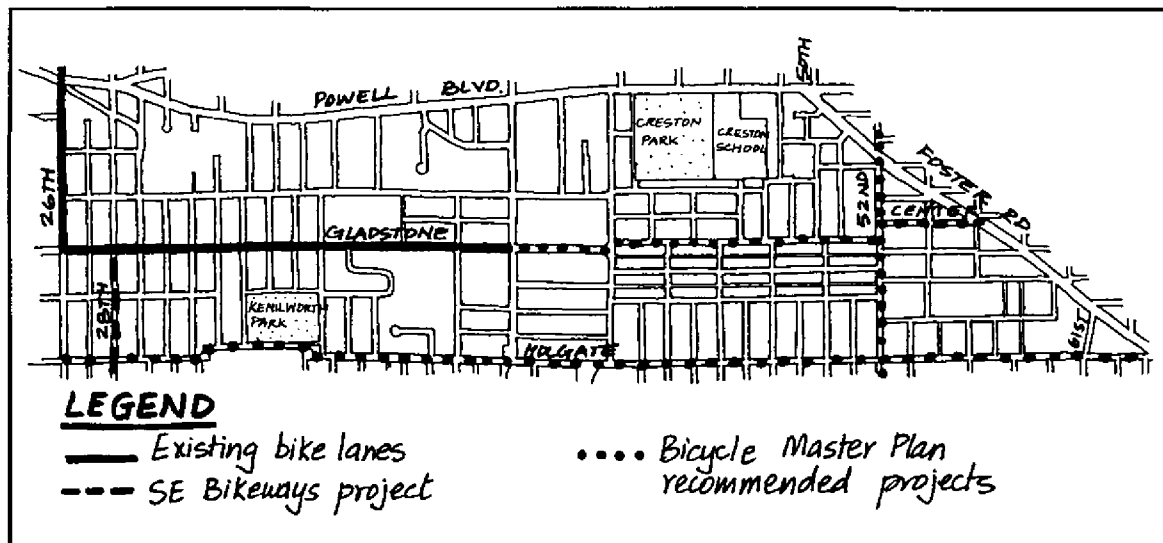 50TH
POWELL BLVD.
CRESTON
PARK
CRESTON
SCHOOL
26TH
52ND
FOSTER RD
CENTER
GLADSTONE
28TH
KENILWORTH
PARK
HOLGATE
61ST
LEGEND
Existing bike lanes
SE Bikeways project
Bicycle Master Plan
recommended projects